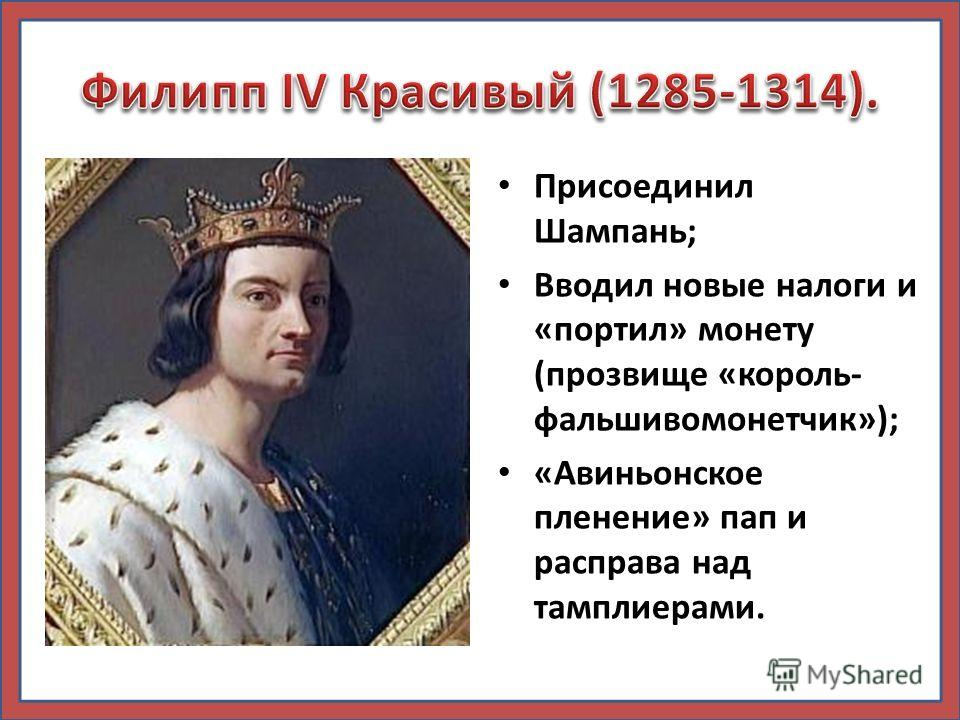 Филипп IV Красивый (1285-1314).
• Присоединил
Шампань;
• Вводил новые налоги и
«портил» монету
(прозвище «король-
фальшивомонетчик»);
• «Авиньонское
пленение» пап и
расправа над
тамплиерами.
MyShared